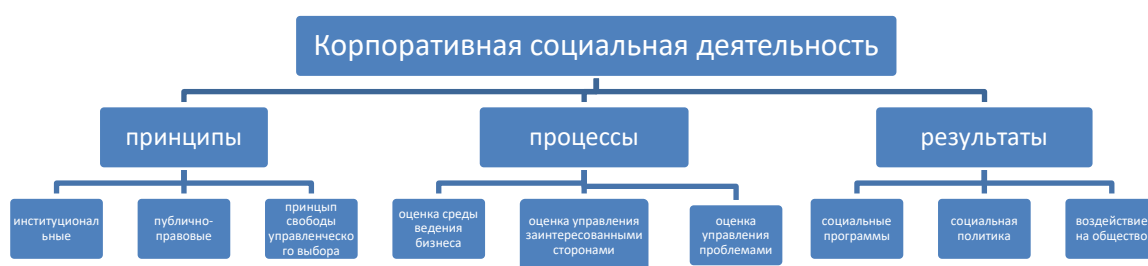 Корпоративная социальная деятельность
принципы
процессы
результаты
институционал
ьные
публично-
правовые
принцып
свободы
управленческо
го выбора
оценка среды
ведения
бизнеса
оценка управления
заинтересованными
сторонами
оценка
управления
проблемами
социальные
программы
социальная
политика
воздействие
на общество